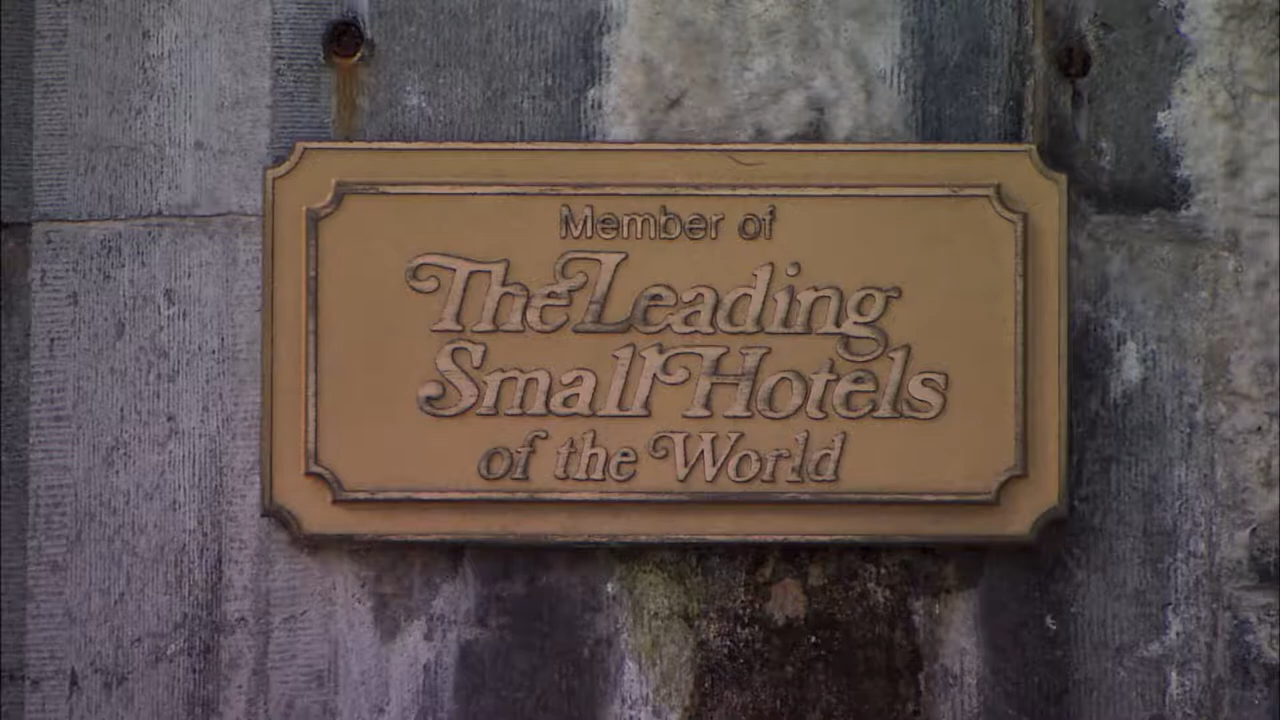 Member of
The Leading
Small Hotels
of the World